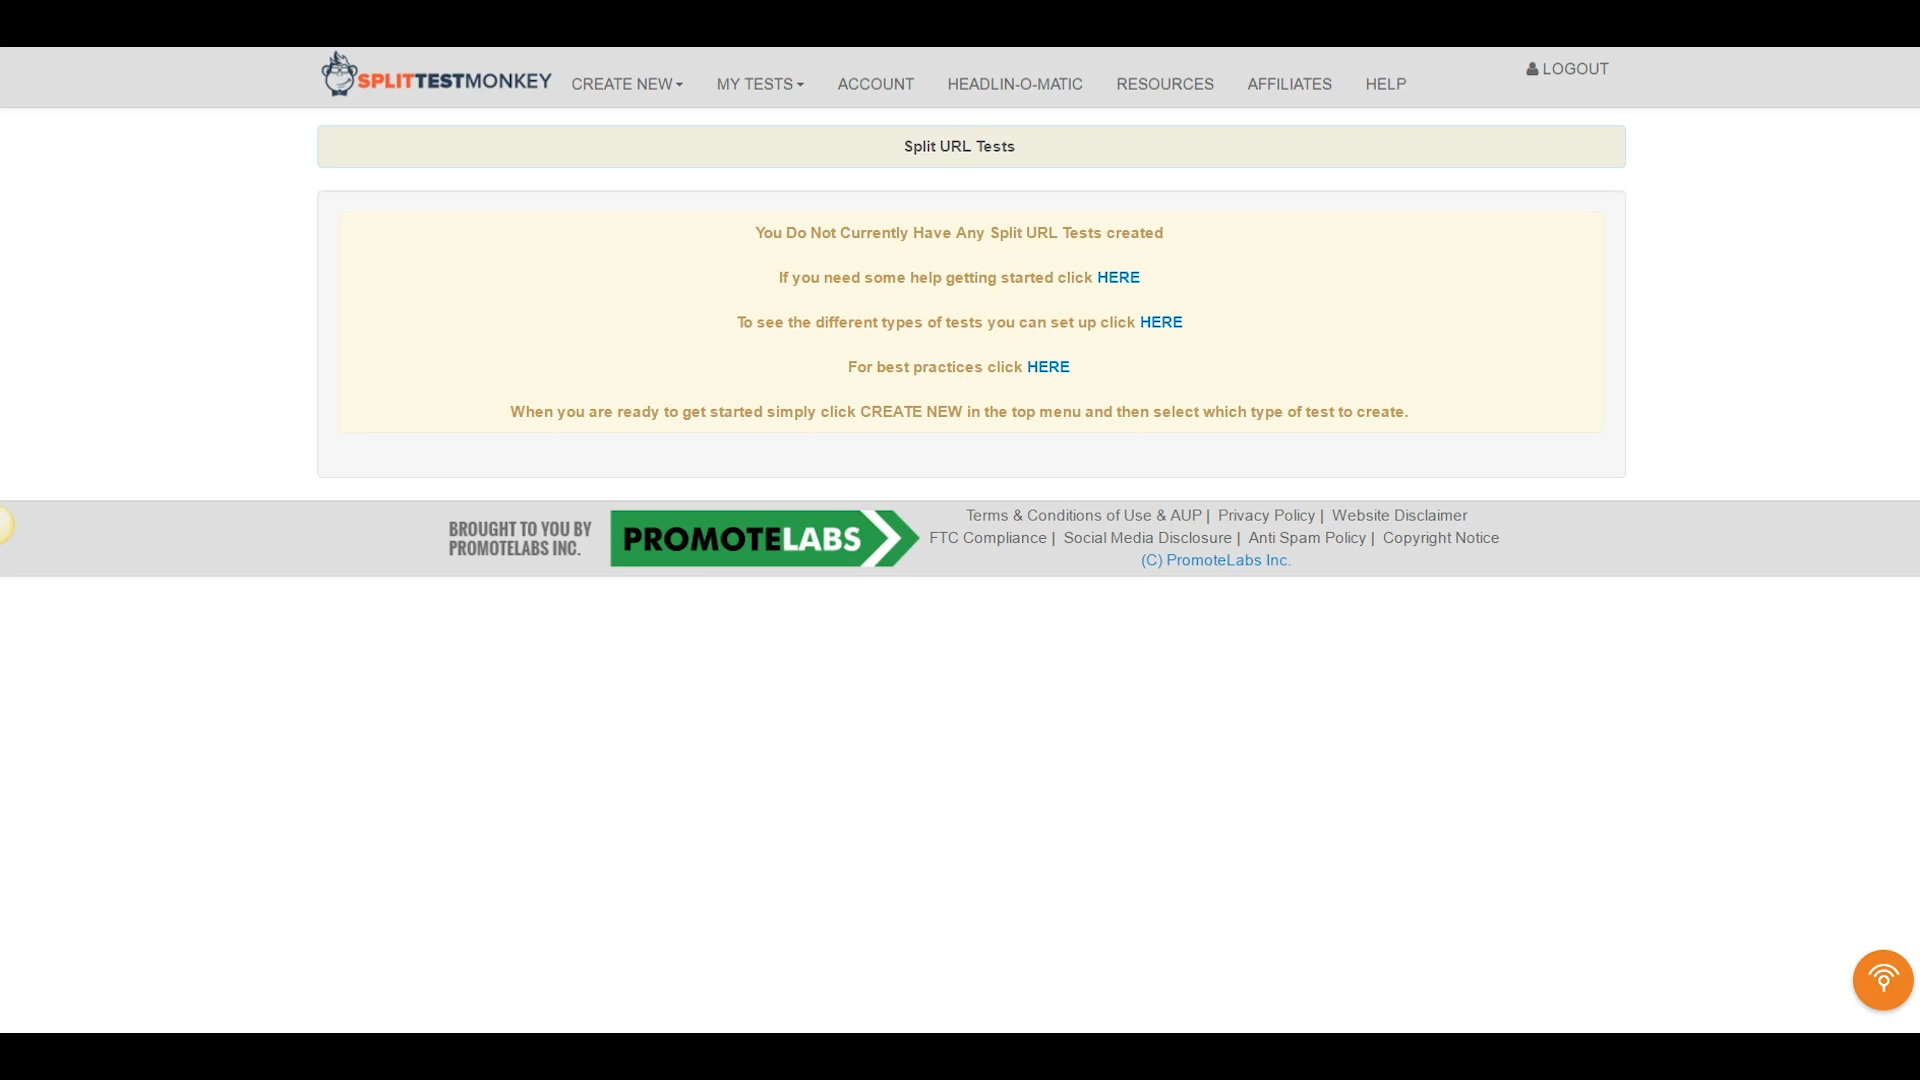 SPLITTESTMONKEY CREATE NEW MY TESTS ACCOUNT HEADLIN-O-MATIC RESOURCES AFFILIATES HELP LOGOUT
Split URL Tests
You Do Not Currently Have Any Split URL Tests created
If you need some help getting started click HERE
To see the different types of tests you can set up click HERE
For best practices click HERE
When you are ready to get started simply click CREATE NEW in the top menu and then select which type of test to create.
BROUGHT TO YOU BY
PROMOTELABS INC.
PROMOTELABS
Terms & Conditions of Use & AUP | Privacy Policy | Website Disclaimer
FTC Compliance | Social Media Disclosure | Anti Spam Policy | Copyright Notice
(C) PromoteLabs Inc.